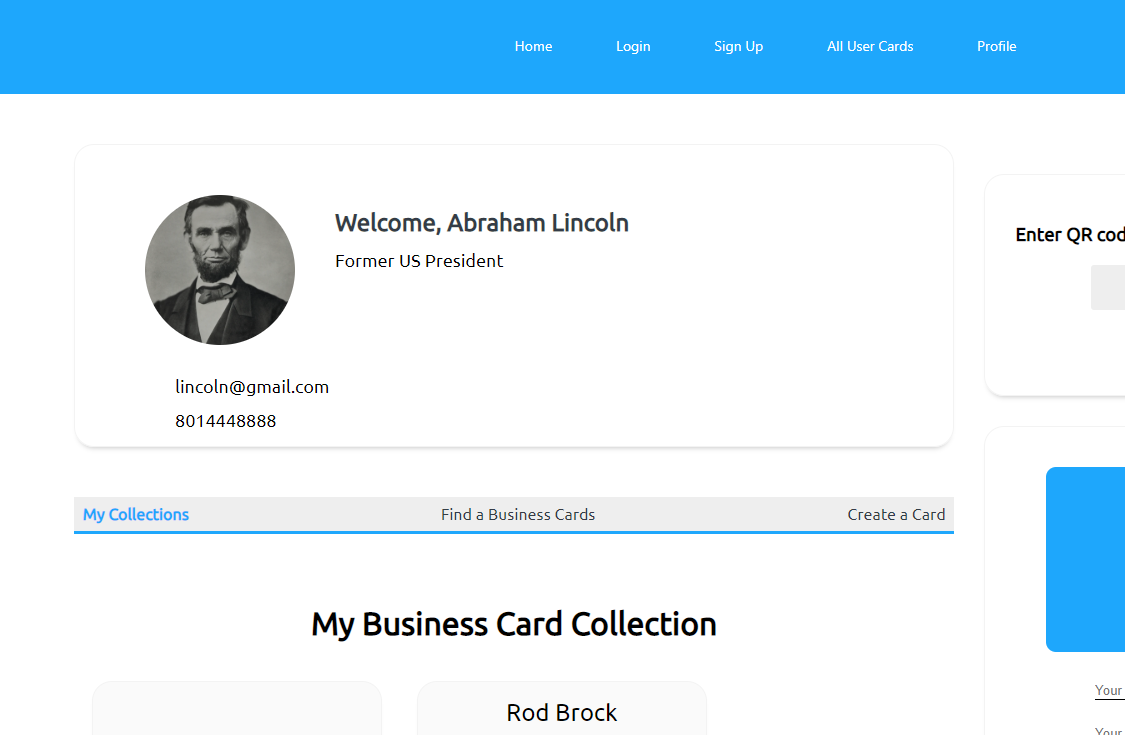 Home Login Sign Up All User Cards Profile
Welcome, Abraham Lincoln
Former US President
lincoln@gmail.com
8014448888
Enter QR cod
My Collections Find a Business Cards Create a Card
My Business Card Collection
Rod Brock
Your
Your